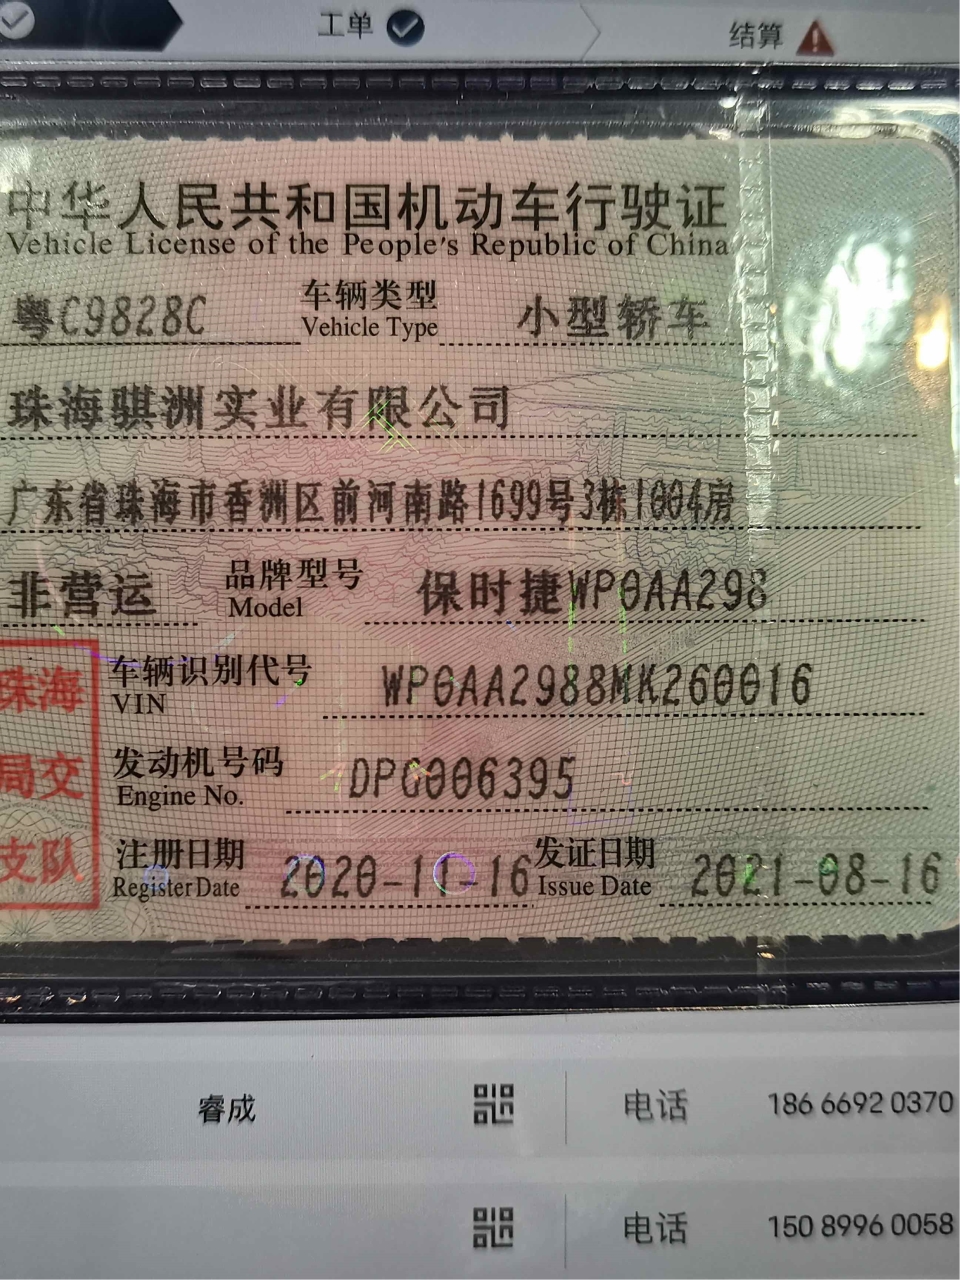 工单 结算
中华人民共和国机动车行驶证
Vehicle License of the People's Republic of China
粤C9828C 车辆类型 Vehicle Type 小型轿车
珠海骐洲实业有限公司
广东省珠海市香洲区前河南路1699号3栋1004房
非营运 品牌型号 Model 保时捷WP0AA298
珠海 车辆识别代号 VIN WP0AA2988MK260016
局交 发动机号码 Engine No. DPG006395
支队 注册日期 Register Date 2020-11-16 发证日期 Issue Date 2021-08-16
睿成 电话 186 6692 0370
电话 150 8996 0058